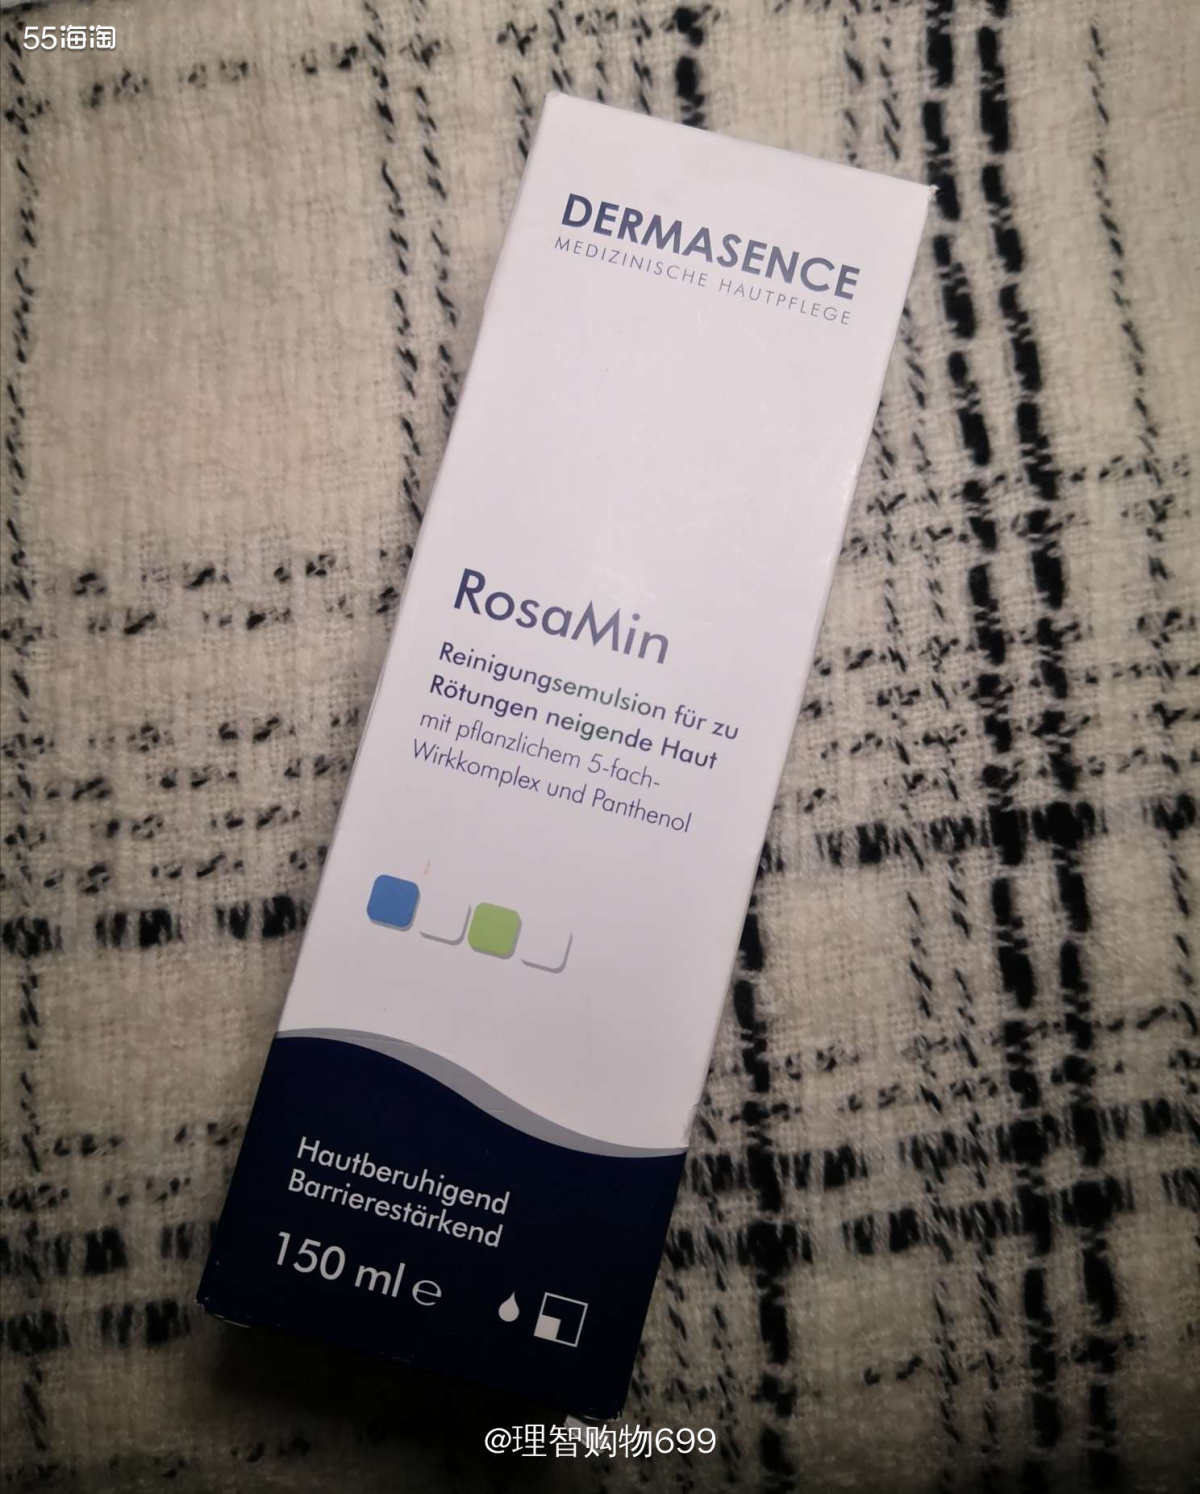 55海淘
DERMASENCE
MEDIZINISCHE HAUTPFLEGE
RosaMin
Reinigungsemulsion für zu
Rötungen neigende Haut
mit pflanzlichem 5-fach-
Wirkkomplex und Panthenol
Hautberuhigend
Barrierestärkend
150 ml ℮
@理智购物699